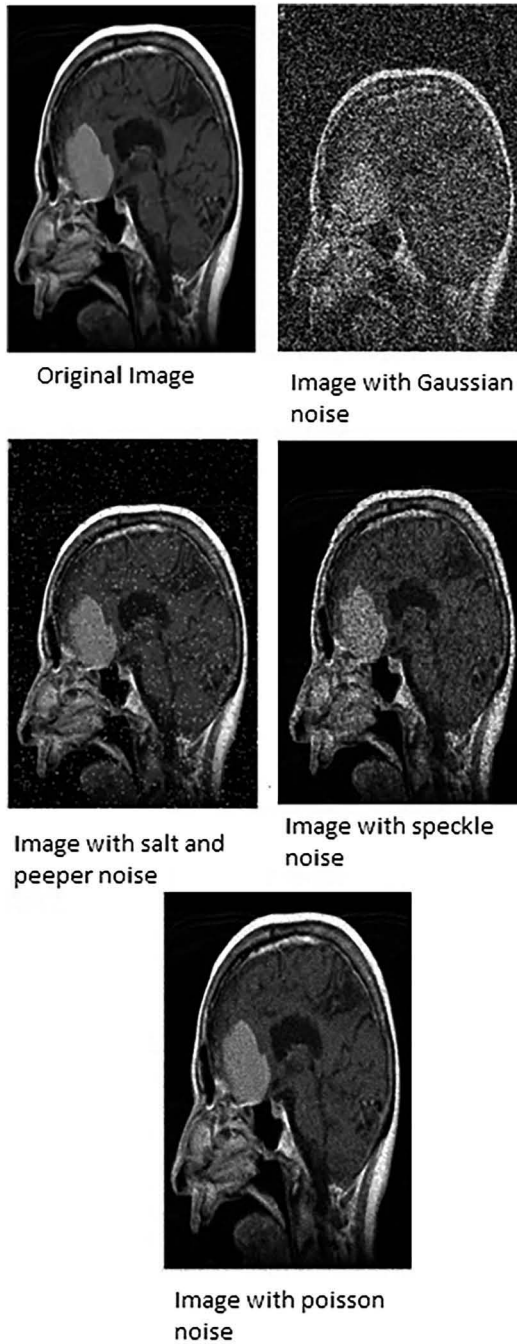 Original Image
Image with Gaussian
noise
Image with salt and
peeper noise
Image with speckle
noise
Image with poisson
noise